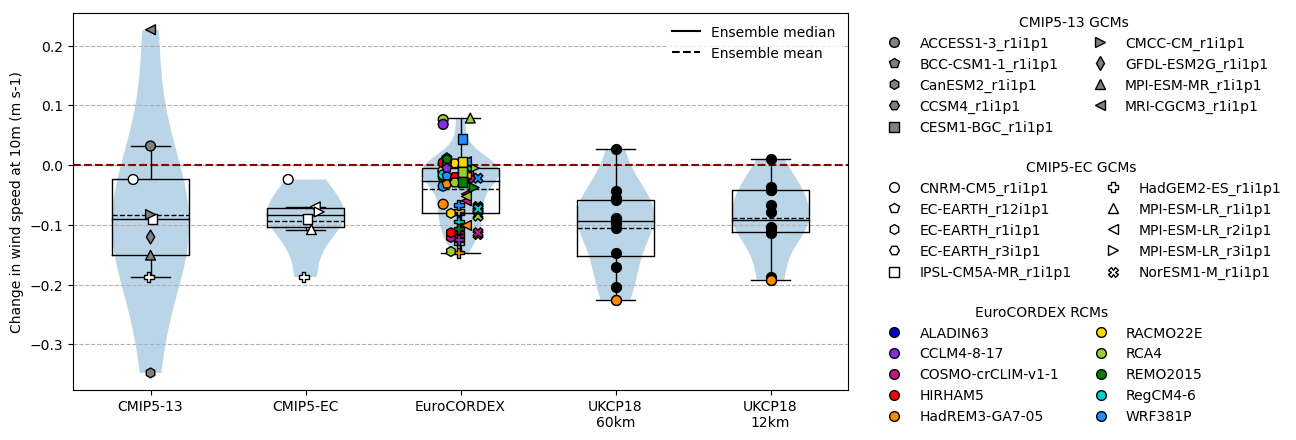 Change in wind speed at 10m (m s-1)
0.2
0.1
0.0
−0.1
−0.2
−0.3
Ensemble median
Ensemble mean
CMIP5-13
CMIP5-EC
EuroCORDEX
UKCP18
60km
UKCP18
12km
CMIP5-13 GCMs
ACCESS1-3_r1i1p1
BCC-CSM1-1_r1i1p1
CanESM2_r1i1p1
CCSM4_r1i1p1
CESM1-BGC_r1i1p1
CMCC-CM_r1i1p1
GFDL-ESM2G_r1i1p1
MPI-ESM-MR_r1i1p1
MRI-CGCM3_r1i1p1
CMIP5-EC GCMs
CNRM-CM5_r1i1p1
EC-EARTH_r12i1p1
EC-EARTH_r1i1p1
EC-EARTH_r3i1p1
IPSL-CM5A-MR_r1i1p1
HadGEM2-ES_r1i1p1
MPI-ESM-LR_r1i1p1
MPI-ESM-LR_r2i1p1
MPI-ESM-LR_r3i1p1
NorESM1-M_r1i1p1
EuroCORDEX RCMs
ALADIN63
CCLM4-8-17
COSMO-crCLIM-v1-1
HIRHAM5
HadREM3-GA7-05
RACMO22E
RCA4
REMO2015
RegCM4-6
WRF381P